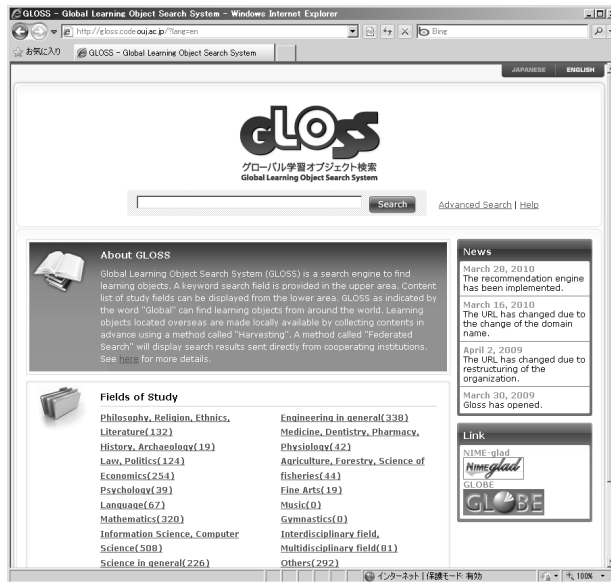 GLOSS - Global Learning Object Search System - Windows Internet Explorer
http://gloss.code.ouj.ac.jp/?lang=en
Bing
お気に入り
GLOSS - Global Learning Object Search System
JAPANESE
ENGLISH
GLOSS
グローバル学習オブジェクト検索
Global Learning Object Search System
Search
Advanced Search | Help
About GLOSS
Global Learning Object Search System (GLOSS) is a search engine to find
learning objects. A keyword search field is provided in the upper area. Content
list of study fields can be displayed from the lower area. GLOSS as indicated by
the word "Global" can find learning objects from around the world. Learning
objects located overseas are made locally available by collecting contents in
advance using a method called "Harvesting". A method called "Federated
Search" will display search results sent directly from cooperating institutions.
See here for more details.
Fields of Study
Philosophy, Religion, Ethnics,
Literature(132)
History, Archaeology(19)
Law, Politics(124)
Economics(254)
Psychology(39)
Language(67)
Mathematics(320)
Information Science, Computer
Science(508)
Science in general(226)
Engineering in general(338)
Medicine, Dentistry, Pharmacy,
Physiology(42)
Agriculture, Forestry, Science of
fisheries(44)
Fine Arts(19)
Music(0)
Gymnastics(0)
Interdisciplinary field,
Multidisciplinary field(81)
Others(292)
News
March 28, 2010
The recommendation engine
has been implemented.
March 16, 2010
The URL has changed due to
the change of the domain
name.
April 2, 2009
The URL has changed due to
restructuring of the
organization.
March 30, 2009
Gloss has opened.
Link
NIME-glad
NIMEglad
GLOBE
GLOBE
インターネット | 保護モード: 有効
100%